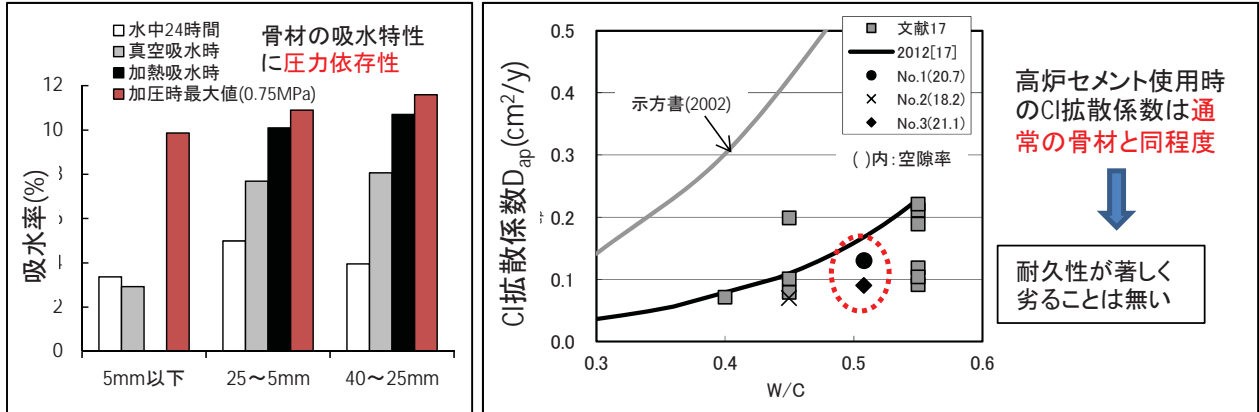 水中24時間
真空吸水時
加熱吸水時
加圧時最大値(0.75MPa)
骨材の吸水特性
に圧力依存性
吸水率(%)
12
10
8
6
4
2
0
5mm以下
25～5mm
40～25mm
Cl拡散係数Dap(cm2/y)
0.5
0.4
0.3
0.2
0.1
0.0
0.3
0.4
0.5
0.6
W/C
示方書(2002)
文献17
2012[17]
No.1(20.7)
No.2(18.2)
No.3(21.1)
( )内：空隙率
高炉セメント使用時
のCl拡散係数は通
常の骨材と同程度
耐久性が著しく
劣ることは無い